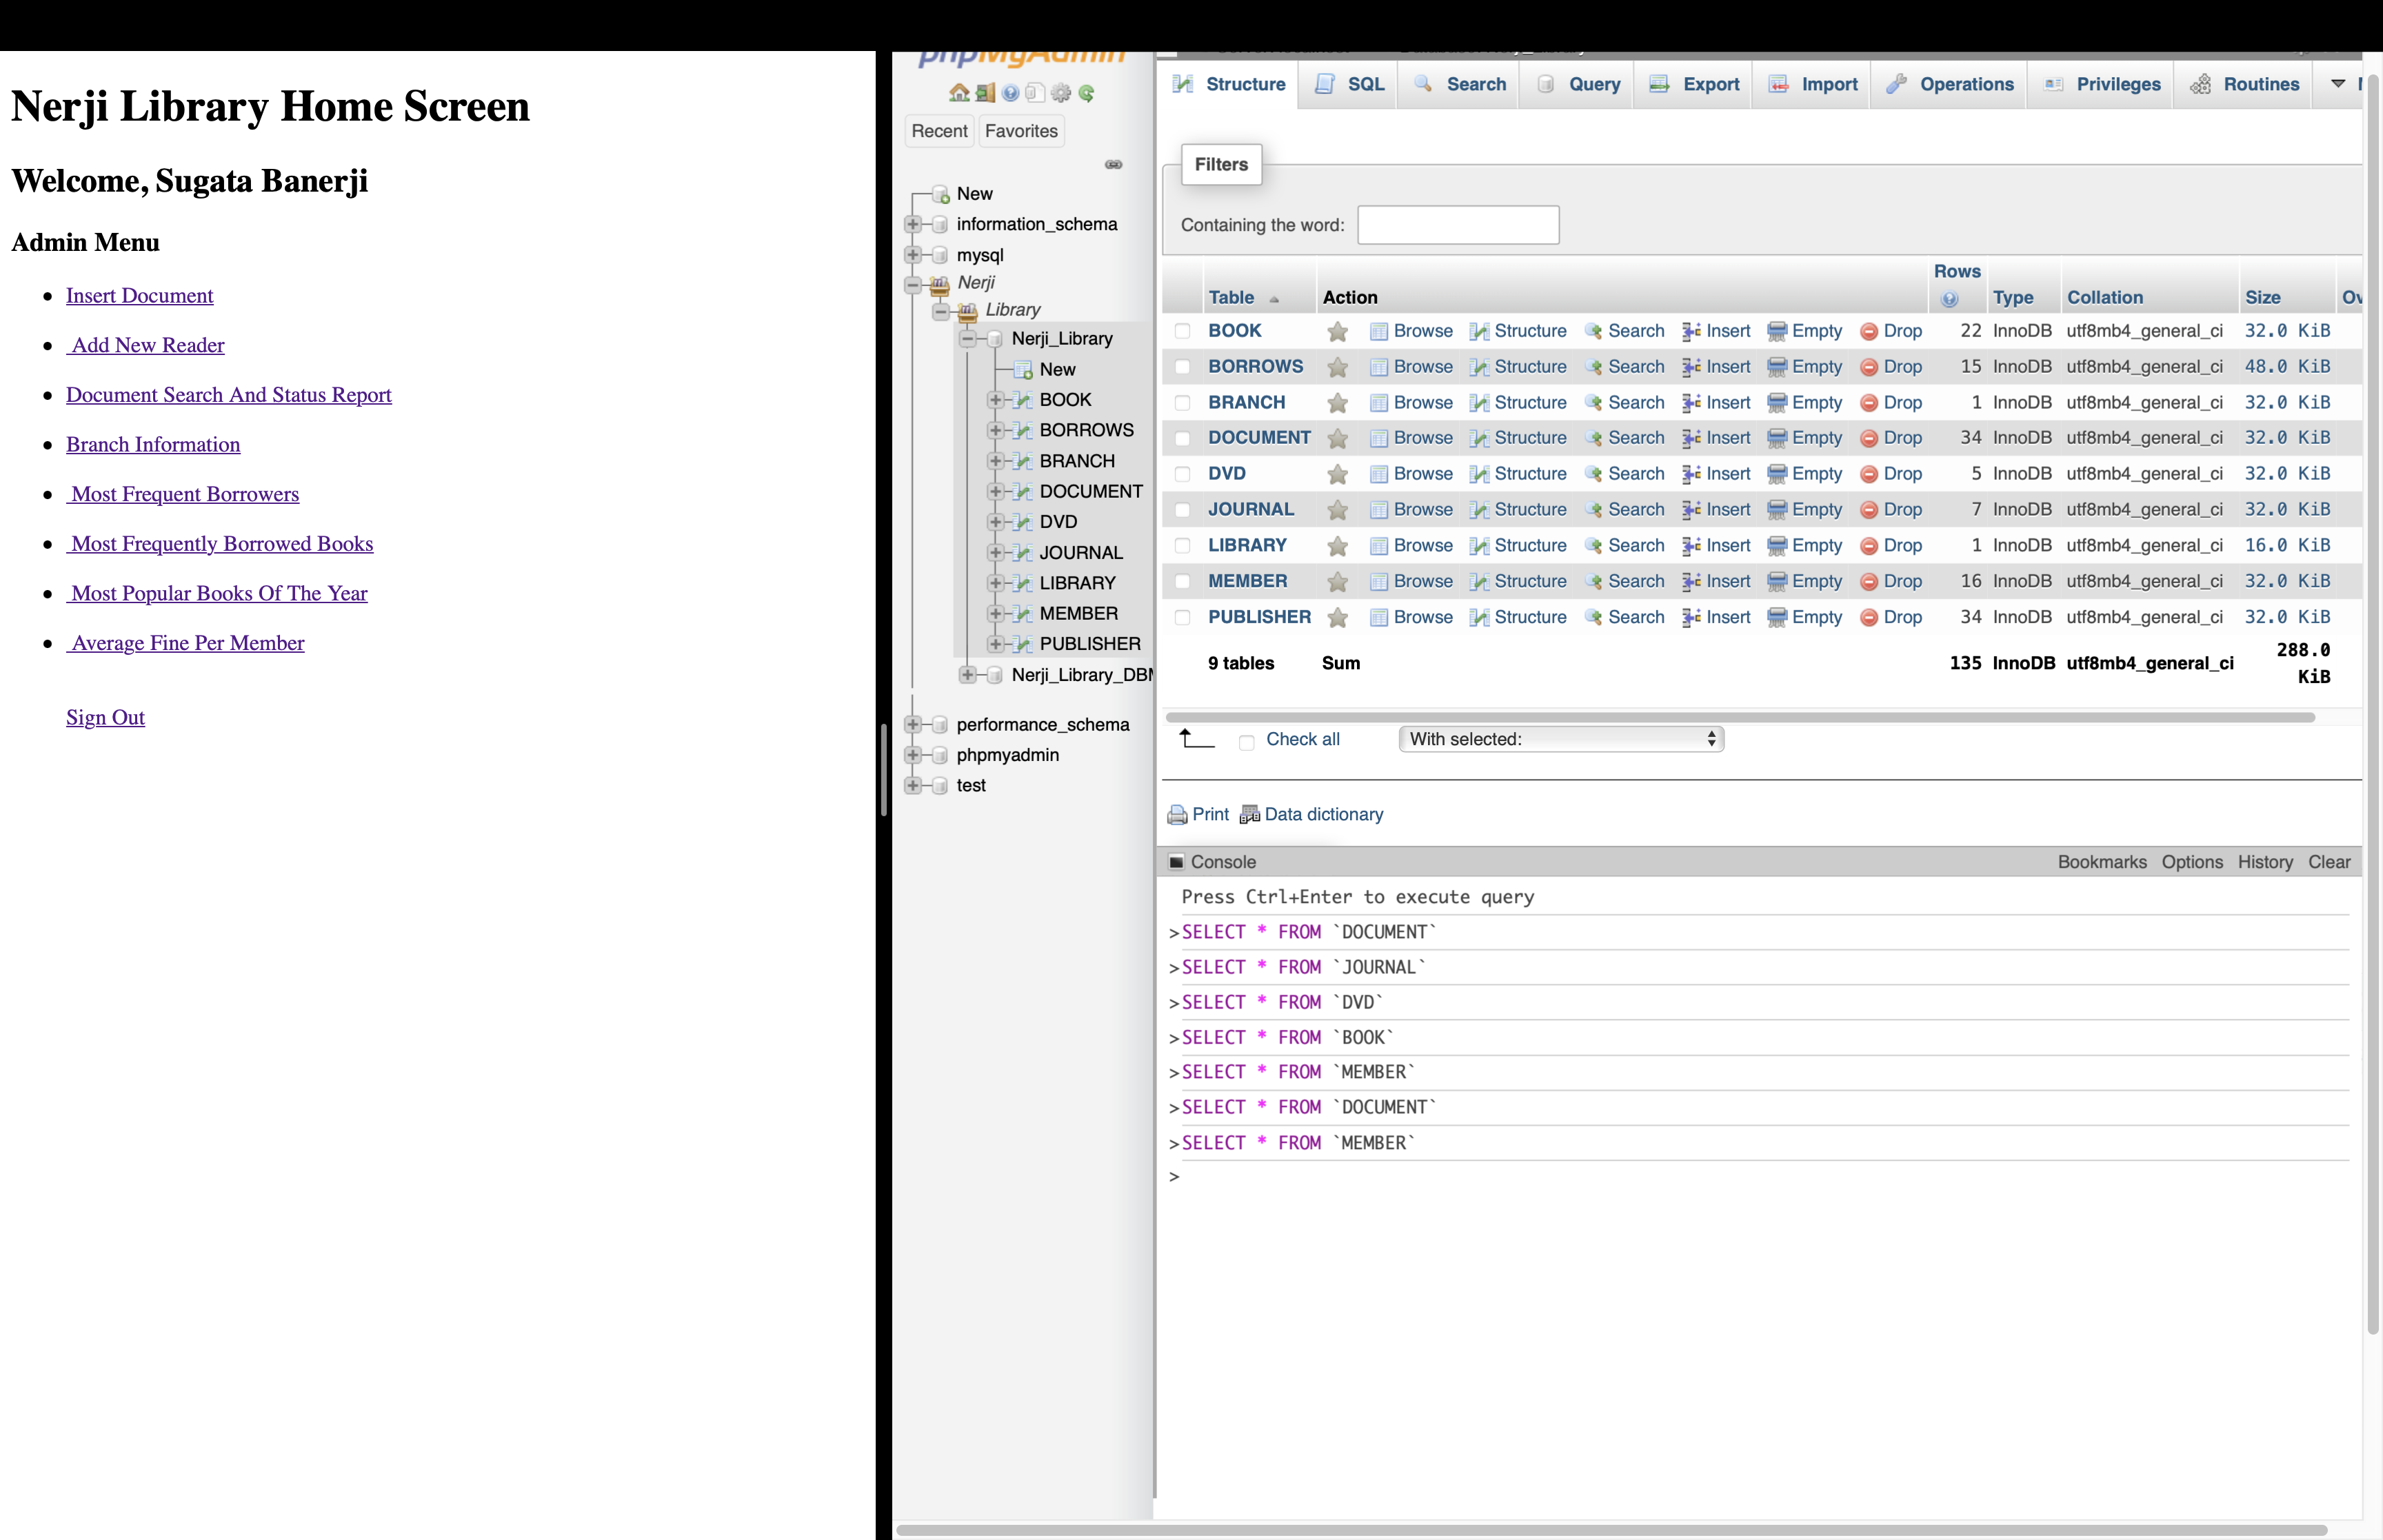 Nerji Library Home Screen
Welcome, Sugata Banerji
Admin Menu
Insert Document
Add New Reader
Document Search And Status Report
Branch Information
Most Frequent Borrowers
Most Frequently Borrowed Books
Most Popular Books Of The Year
Average Fine Per Member
Sign Out
phpMyAdmin
Recent Favorites
New
information_schema
mysql
Nerji
Library
Nerji_Library
New
BOOK
BORROWS
BRANCH
DOCUMENT
DVD
JOURNAL
LIBRARY
MEMBER
PUBLISHER
Nerji_Library_DBM
performance_schema
phpmyadmin
test
Structure SQL Search Query Export Import Operations Privileges Routines
Filters
Containing the word:
Table Action Rows Type Collation Size Ov
BOOK Browse Structure Search Insert Empty Drop 22 InnoDB utf8mb4_general_ci 32.0 KiB
BORROWS Browse Structure Search Insert Empty Drop 15 InnoDB utf8mb4_general_ci 48.0 KiB
BRANCH Browse Structure Search Insert Empty Drop 1 InnoDB utf8mb4_general_ci 32.0 KiB
DOCUMENT Browse Structure Search Insert Empty Drop 34 InnoDB utf8mb4_general_ci 32.0 KiB
DVD Browse Structure Search Insert Empty Drop 5 InnoDB utf8mb4_general_ci 32.0 KiB
JOURNAL Browse Structure Search Insert Empty Drop 7 InnoDB utf8mb4_general_ci 32.0 KiB
LIBRARY Browse Structure Search Insert Empty Drop 1 InnoDB utf8mb4_general_ci 16.0 KiB
MEMBER Browse Structure Search Insert Empty Drop 16 InnoDB utf8mb4_general_ci 32.0 KiB
PUBLISHER Browse Structure Search Insert Empty Drop 34 InnoDB utf8mb4_general_ci 32.0 KiB
9 tables Sum 135 InnoDB utf8mb4_general_ci 288.0 KiB
Check all With selected:
Print Data dictionary
Console Bookmarks Options History Clear
Press Ctrl+Enter to execute query
>SELECT * FROM `DOCUMENT`
>SELECT * FROM `JOURNAL`
>SELECT * FROM `DVD`
>SELECT * FROM `BOOK`
>SELECT * FROM `MEMBER`
>SELECT * FROM `DOCUMENT`
>SELECT * FROM `MEMBER`
>